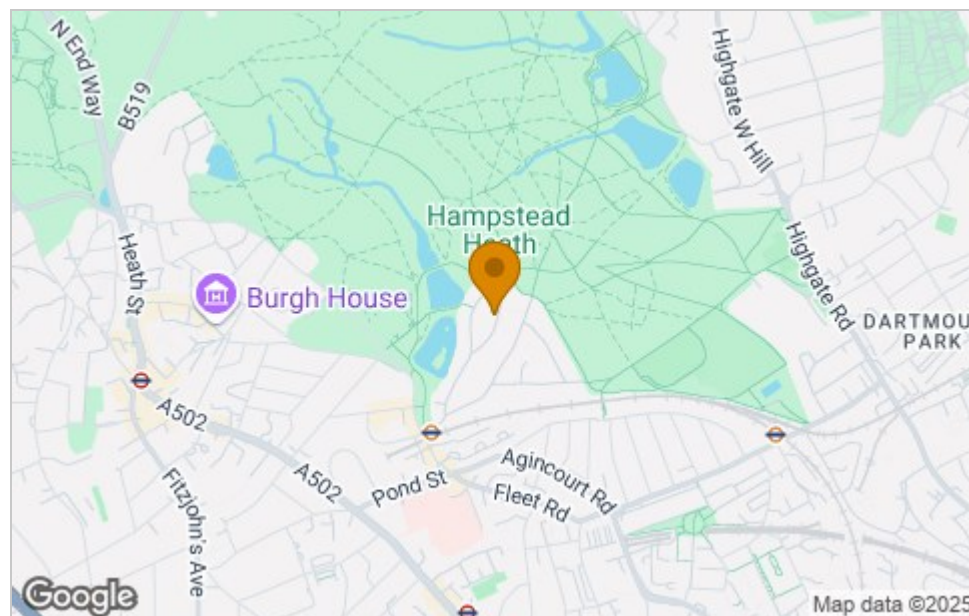 N End Way
B519
Highgate W Hill
Hampstead
Heath
Heath St
Burgh House
Highgate Rd
DARTMOU
PARK
A502
A502
Fitzjohn's Ave
Pond St
Agincourt Rd
Fleet Rd
Google
Map data ©2025